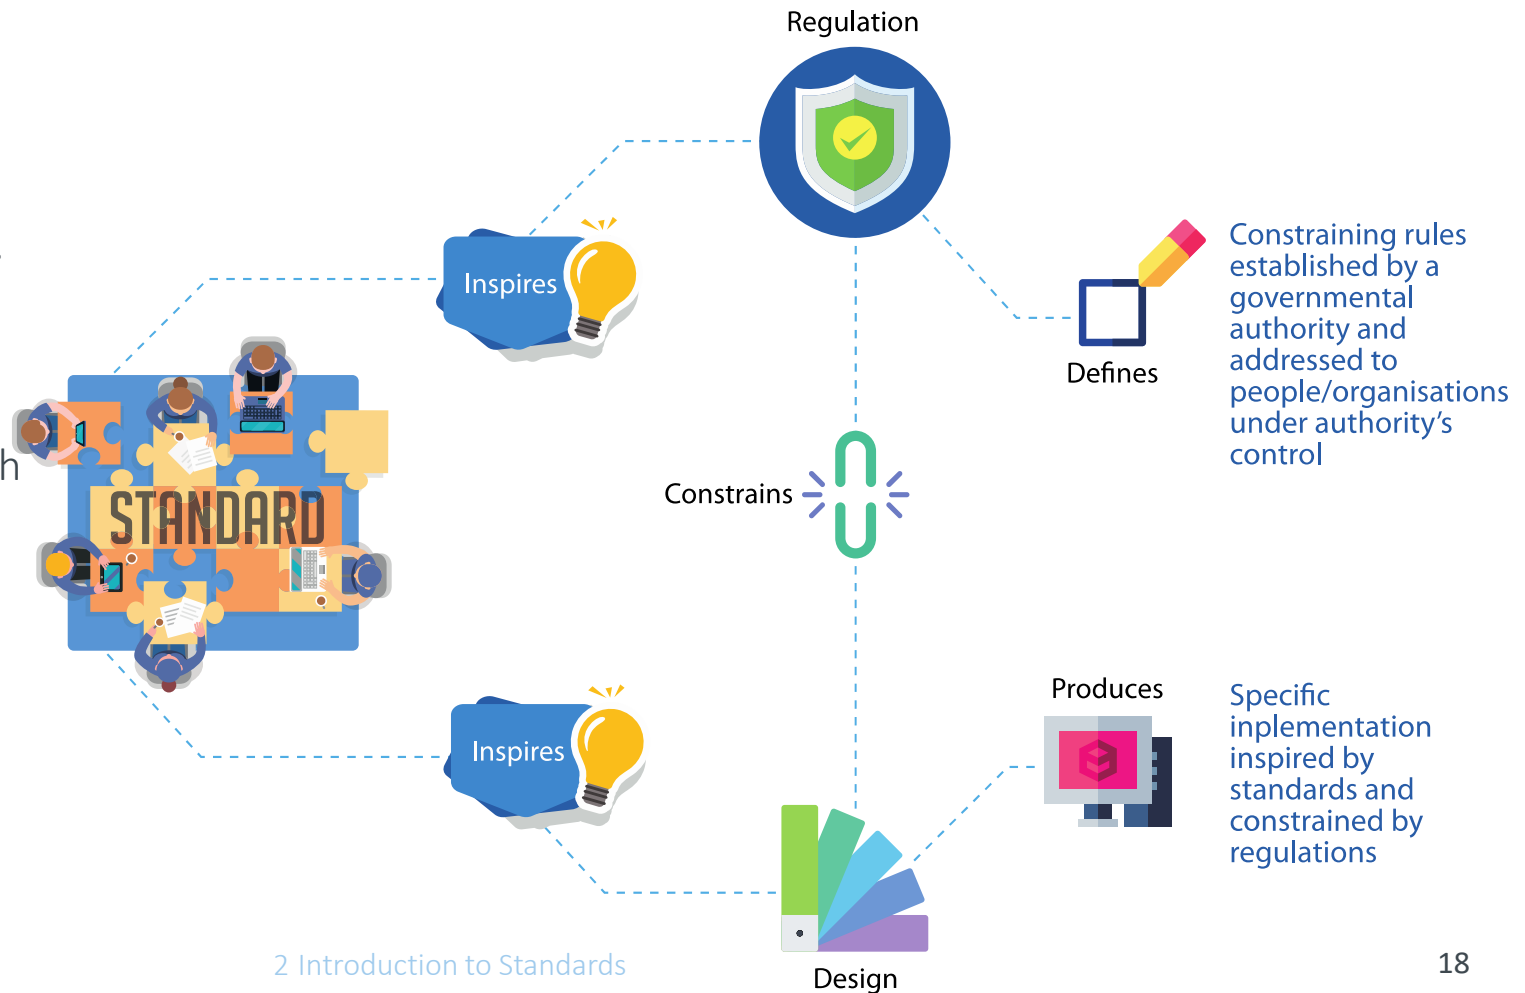 Regulation
Inspires
Constraining rules
established by a
governmental
authority and
addressed to
people/organisations
under authority's
control
Defines
h
STANDARD
Constrains
Inspires
Produces
Specific
inplementation
inspired by
standards and
constrained by
regulations
Design
2 Introduction to Standards
18